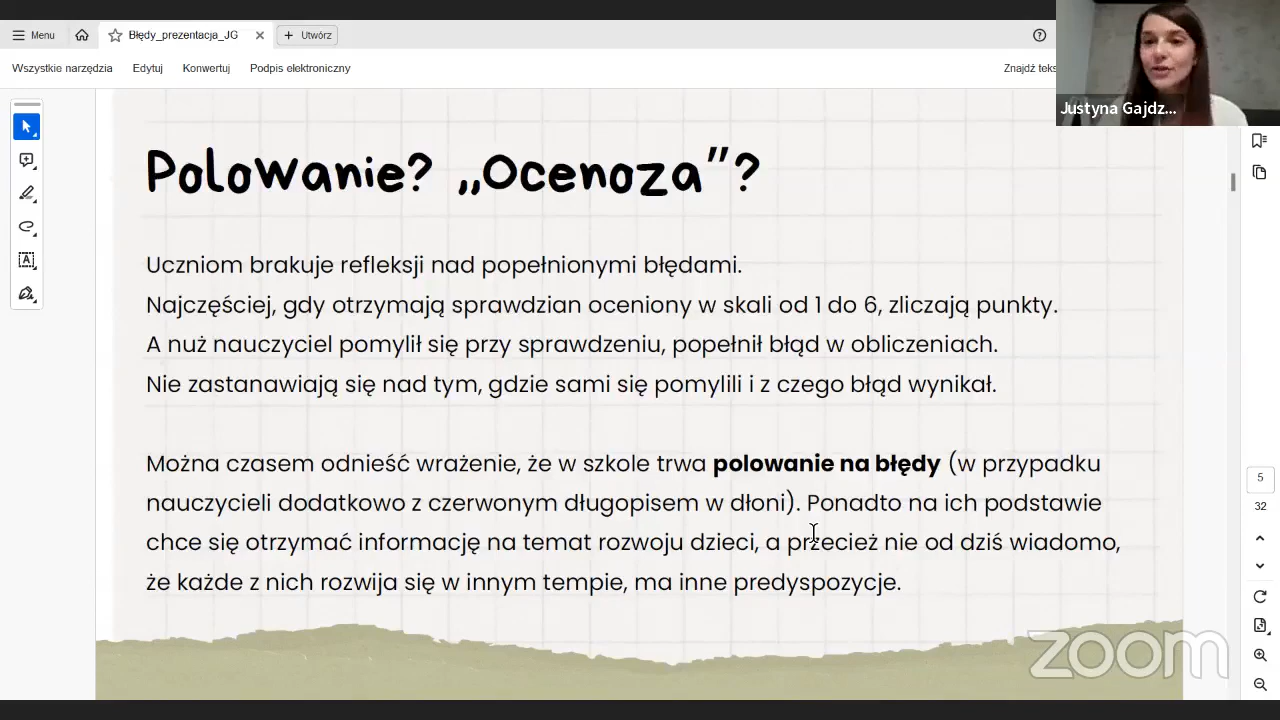 Menu
Błędy_prezentacja_JG
Utwórz
Wszystkie narzędzia
Edytuj
Konwertuj
Podpis elektroniczny
Znajdź teks
Justyna Gajdz...
Polowanie? „Ocenoza”?
Uczniom brakuje refleksji nad popełnionymi błędami.
Najczęściej, gdy otrzymają sprawdzian oceniony w skali od 1 do 6, zliczają punkty.
A nuż nauczyciel pomylił się przy sprawdzeniu, popełnił błąd w obliczeniach.
Nie zastanawiają się nad tym, gdzie sami się pomylili i z czego błąd wynikał.
Można czasem odnieść wrażenie, że w szkole trwa polowanie na błędy (w przypadku
nauczycieli dodatkowo z czerwonym długopisem w dłoni). Ponadto na ich podstawie
chce się otrzymać informację na temat rozwoju dzieci, a przecież nie od dziś wiadomo,
że każde z nich rozwija się w innym tempie, ma inne predyspozycje.
5
32
zoom